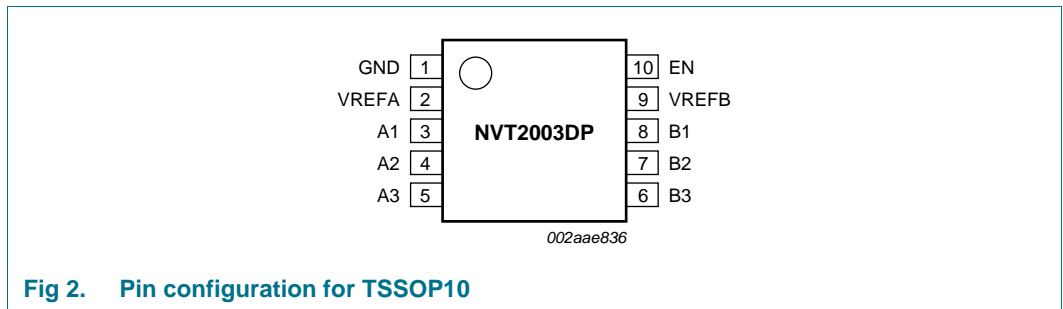 GND 1 10 EN
VREFA 2 9 VREFB
A1 3 NVT2003DP 8 B1
A2 4 7 B2
A3 5 6 B3
002aae836
Fig 2. Pin configuration for TSSOP10